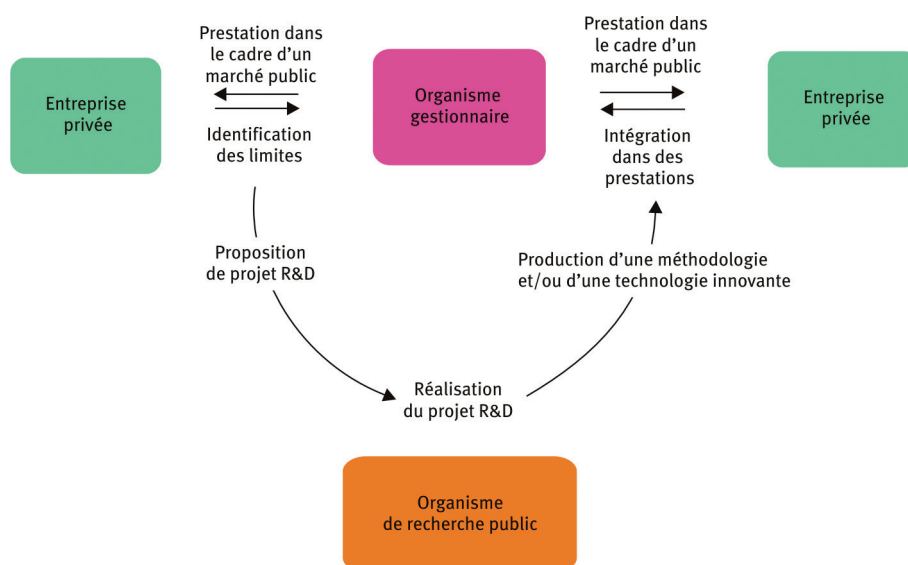 Prestation dans
le cadre d’un
marché public
Entreprise
privée
Identification
des limites
Organisme
gestionnaire
Prestation dans
le cadre d’un
marché public
Intégration
dans des
prestations
Entreprise
privée
Proposition
de projet R&D
Production d’une méthodologie
et/ou d’une technologie innovante
Réalisation
du projet R&D
Organisme
de recherche public